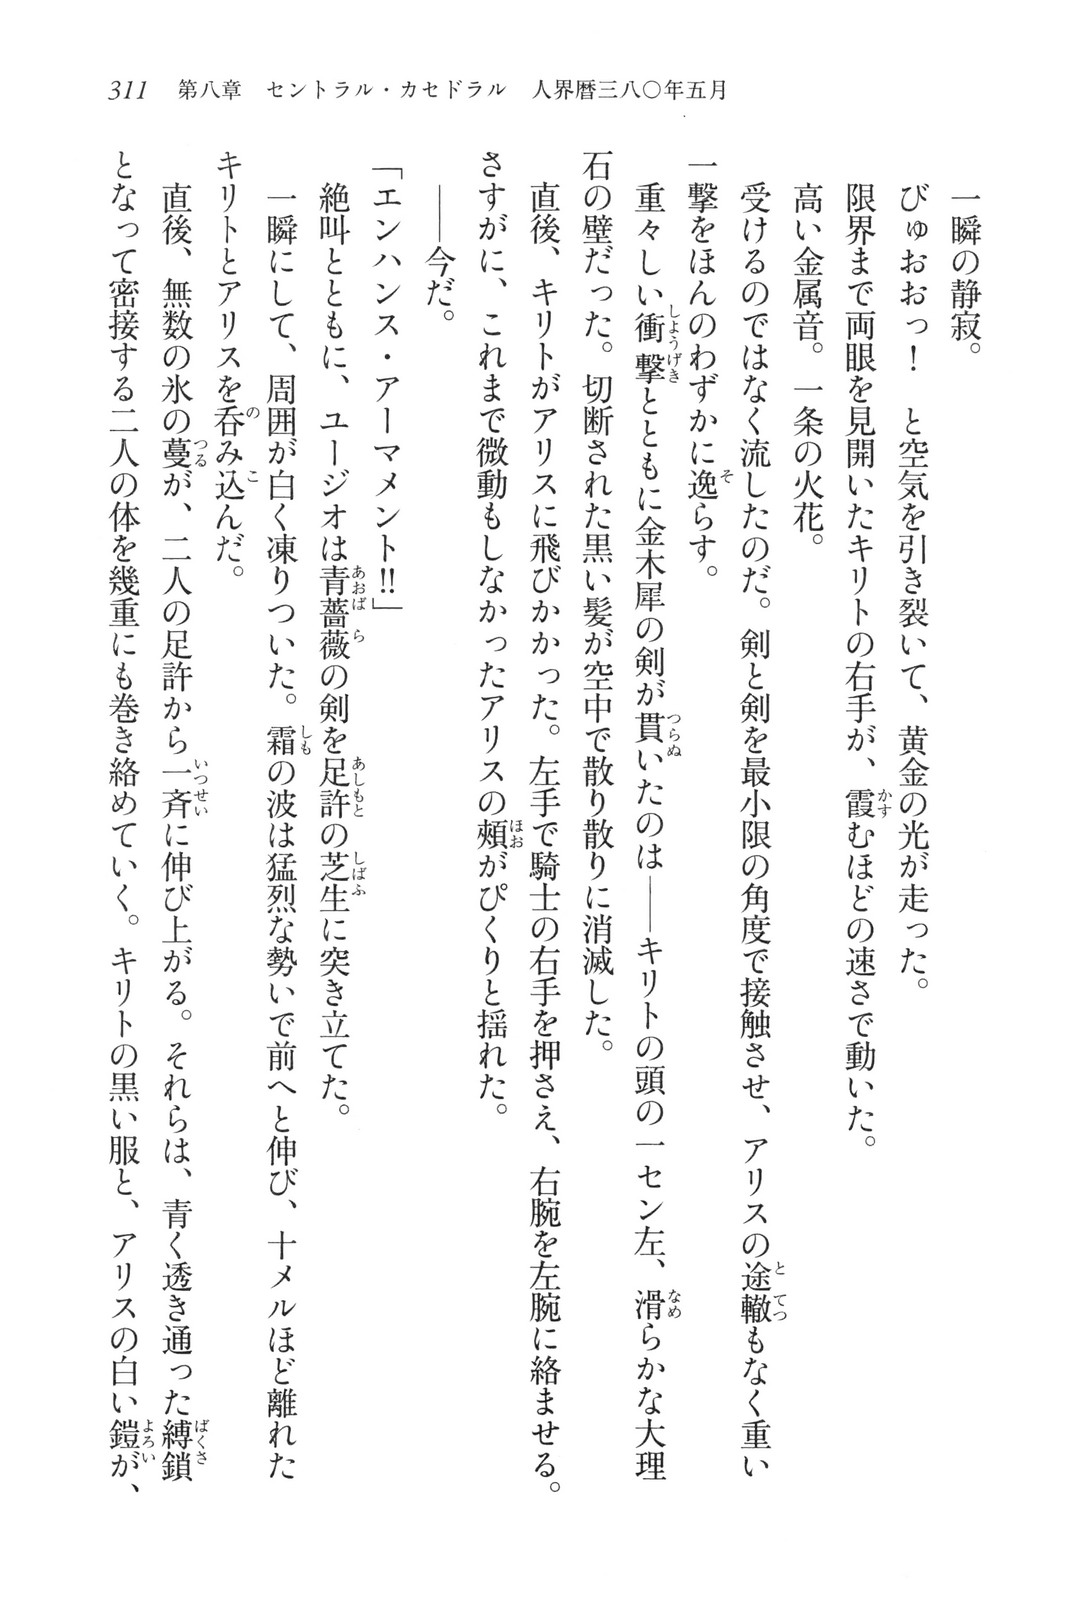 311　第八章　セントラル・カセドラル　人界暦三八〇年五月
一瞬の静寂。
びゅおおっ！　と空気を引き裂いて、黄金の光が走った。
限界まで両眼を見開いたキリトの右手が、霞むほどの速さで動いた。
高い金属音。一条の火花。
受けるのではなく流したのだ。剣と剣を最小限の角度で接触させ、アリスの途轍もなく重い
一撃をほんのわずかに逸らす。
重々しい衝撃とともに金木犀の剣が貫いたのは――キリトの頭の一セン左、滑らかな大理
石の壁だった。切断された黒い髪が空中で散り散りに消滅した。
直後、キリトがアリスに飛びかかった。左手で騎士の右手を押さえ、右腕を左腕に絡ませる。
さすがに、これまで微動もしなかったアリスの頰がぴくりと揺れた。
――今だ。
「エンハンス・アーマメント!!」
絶叫とともに、ユージオは青薔薇の剣を足許の芝生に突き立てた。
一瞬にして、周囲が白く凍りついた。霜の波は猛烈な勢いで前へと伸び、十メルほど離れた
キリトとアリスを呑み込んだ。
直後、無数の氷の蔓が、二人の足許から一斉に伸び上がる。それらは、青く透き通った縛鎖
となって密接する二人の体を幾重にも巻き絡めていく。キリトの黒い服と、アリスの白い鎧が、